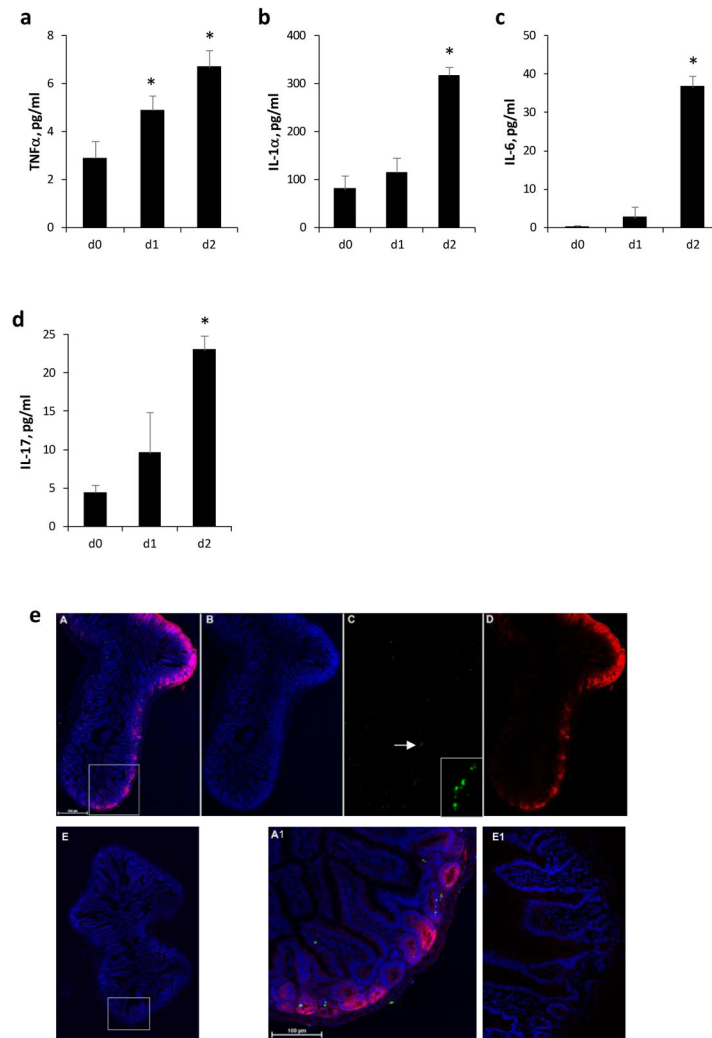 a
TNFα, pg/ml
8
6
4
2
0
*
*
d0 d1 d2
b
IL-1α, pg/ml
400
300
200
100
0
*
d0 d1 d2
c
IL-6, pg/ml
50
40
30
20
10
0
*
d0 d1 d2
d
IL-17, pg/ml
25
20
15
10
5
0
*
d0 d1 d2
e
A
B
C
D
E
A1
100 µm
E1